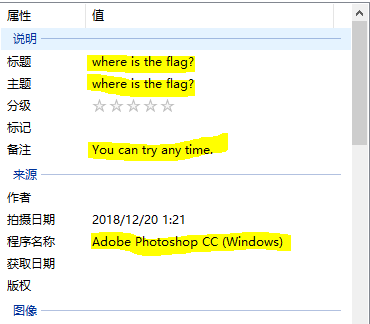 属性 值
说明
标题 where is the flag?
主题 where is the flag?
分级
标记
备注 You can try any time.
来源
作者
拍摄日期 2018/12/20 1:21
程序名称 Adobe Photoshop CC (Windows)
获取日期
版权
图像